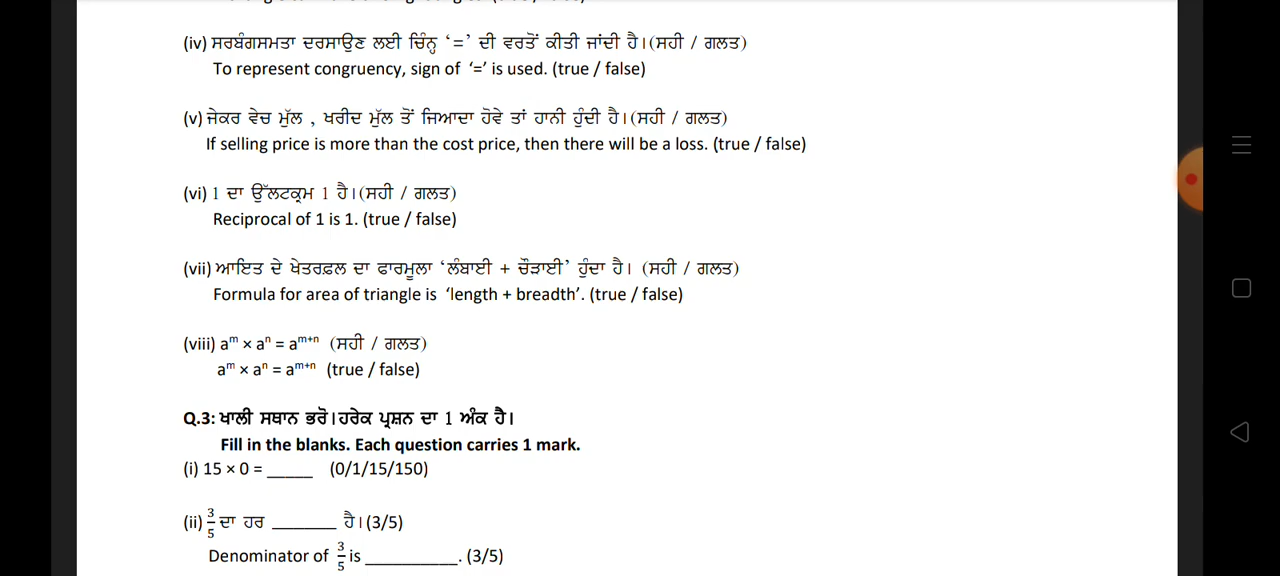 (iv) ਸਰਬੰਗਸਮਤਾ ਦਰਸਾਉਣ ਲਈ ਚਿੰਨ੍ਹ ‘=’ ਦੀ ਵਰਤੋਂ ਕੀਤੀ ਜਾਂਦੀ ਹੈ। (ਸਹੀ / ਗਲਤ)
To represent congruency, sign of ‘=’ is used. (true / false)
(v) ਜੇਕਰ ਵੇਚ ਮੁੱਲ , ਖਰੀਦ ਮੁੱਲ ਤੋਂ ਜਿਆਦਾ ਹੋਵੇ ਤਾਂ ਹਾਨੀ ਹੁੰਦੀ ਹੈ। (ਸਹੀ / ਗਲਤ)
If selling price is more than the cost price, then there will be a loss. (true / false)
(vi) 1 ਦਾ ਉੱਲਟਕ੍ਰਮ 1 ਹੈ। (ਸਹੀ / ਗਲਤ)
Reciprocal of 1 is 1. (true / false)
(vii) ਆਇਤ ਦੇ ਖੇਤਰਫ਼ਲ ਦਾ ਫਾਰਮੂਲਾ ‘ਲੰਬਾਈ + ਚੌੜਾਈ’ ਹੁੰਦਾ ਹੈ। (ਸਹੀ / ਗਲਤ)
Formula for area of triangle is ‘length + breadth’. (true / false)
(viii) aᵐ × aⁿ = aᵐ⁺ⁿ (ਸਹੀ / ਗਲਤ)
aᵐ × aⁿ = aᵐ⁺ⁿ (true / false)
Q.3: ਖਾਲੀ ਸਥਾਨ ਭਰੋ। ਹਰੇਕ ਪ੍ਰਸ਼ਨ ਦਾ 1 ਅੰਕ ਹੈ।
Fill in the blanks. Each question carries 1 mark.
(i) 15 × 0 = _____ (0/1/15/150)
(ii) 3/5 ਦਾ ਹਰ _______ ਹੈ। (3/5)
Denominator of 3/5 is __________. (3/5)